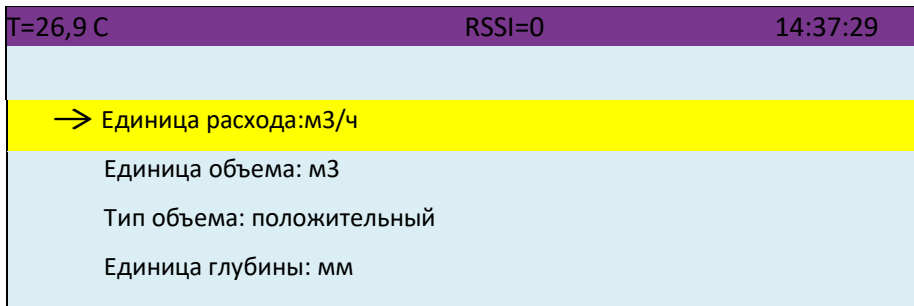 T=26,9 C RSSI=0 14:37:29
→ Единица расхода:м3/ч
Единица объема: м3
Тип объема: положительный
Единица глубины: мм